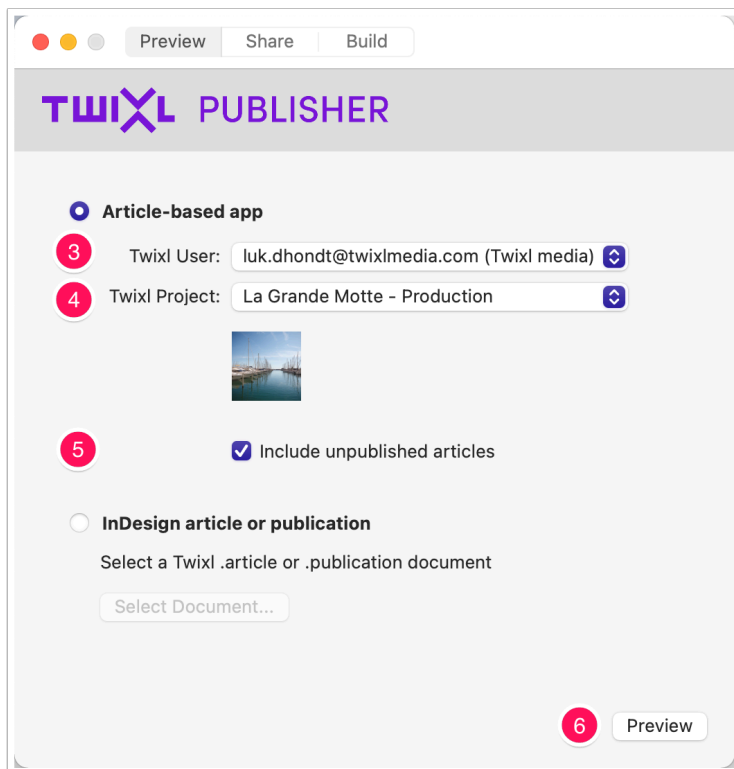 Preview Share Build
TWIXL PUBLISHER
Article-based app
3 Twixl User: luk.dhondt@twixlmedia.com (Twixl media)
4 Twixl Project: La Grande Motte - Production
5 Include unpublished articles
InDesign article or publication
Select a Twixl .article or .publication document
Select Document...
6 Preview